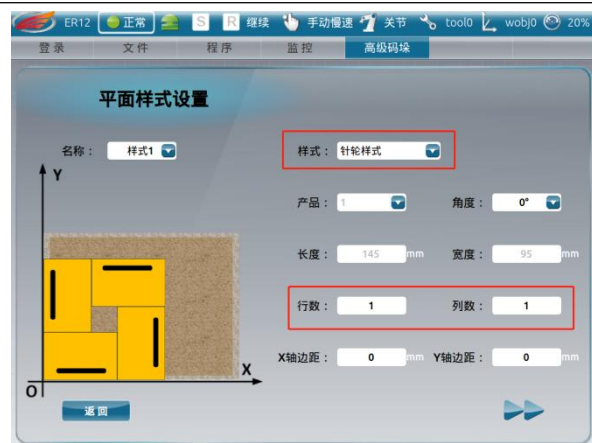 ER12 正常 S R 继续 手动慢速 关节 tool0 wobj0 20%
登录 文件 程序 监控 高级码垛
平面样式设置
名称： 样式1 样式： 针轮样式
Y
产品： 1 角度： 0°
长度： 145 mm 宽度： 95 mm
行数： 1 列数： 1
X轴边距： 0 mm Y轴边距： 0 mm
X
O
返回